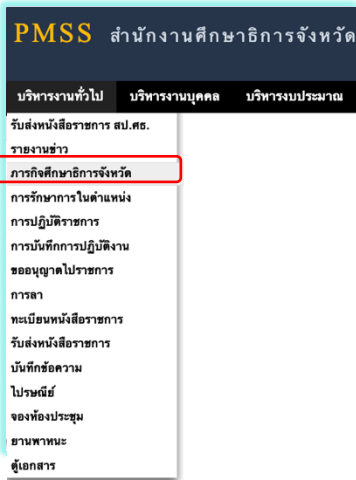 PMSS สำนักงานศึกษาธิการจังหวัด
บริหารงานทั่วไป บริหารงานบุคคล บริหารงบประมาณ
รับส่งหนังสือราชการ สป.ศธ.
รายงานข่าว
ภารกิจศึกษาธิการจังหวัด
การรักษาการในตำแหน่ง
การปฏิบัติราชการ
การบันทึกการปฏิบัติงาน
ขออนุญาตไปราชการ
การลา
ทะเบียนหนังสือราชการ
รับส่งหนังสือราชการ
บันทึกข้อความ
ไปรษณีย์
จองห้องประชุม
ยานพาหนะ
ตู้เอกสาร